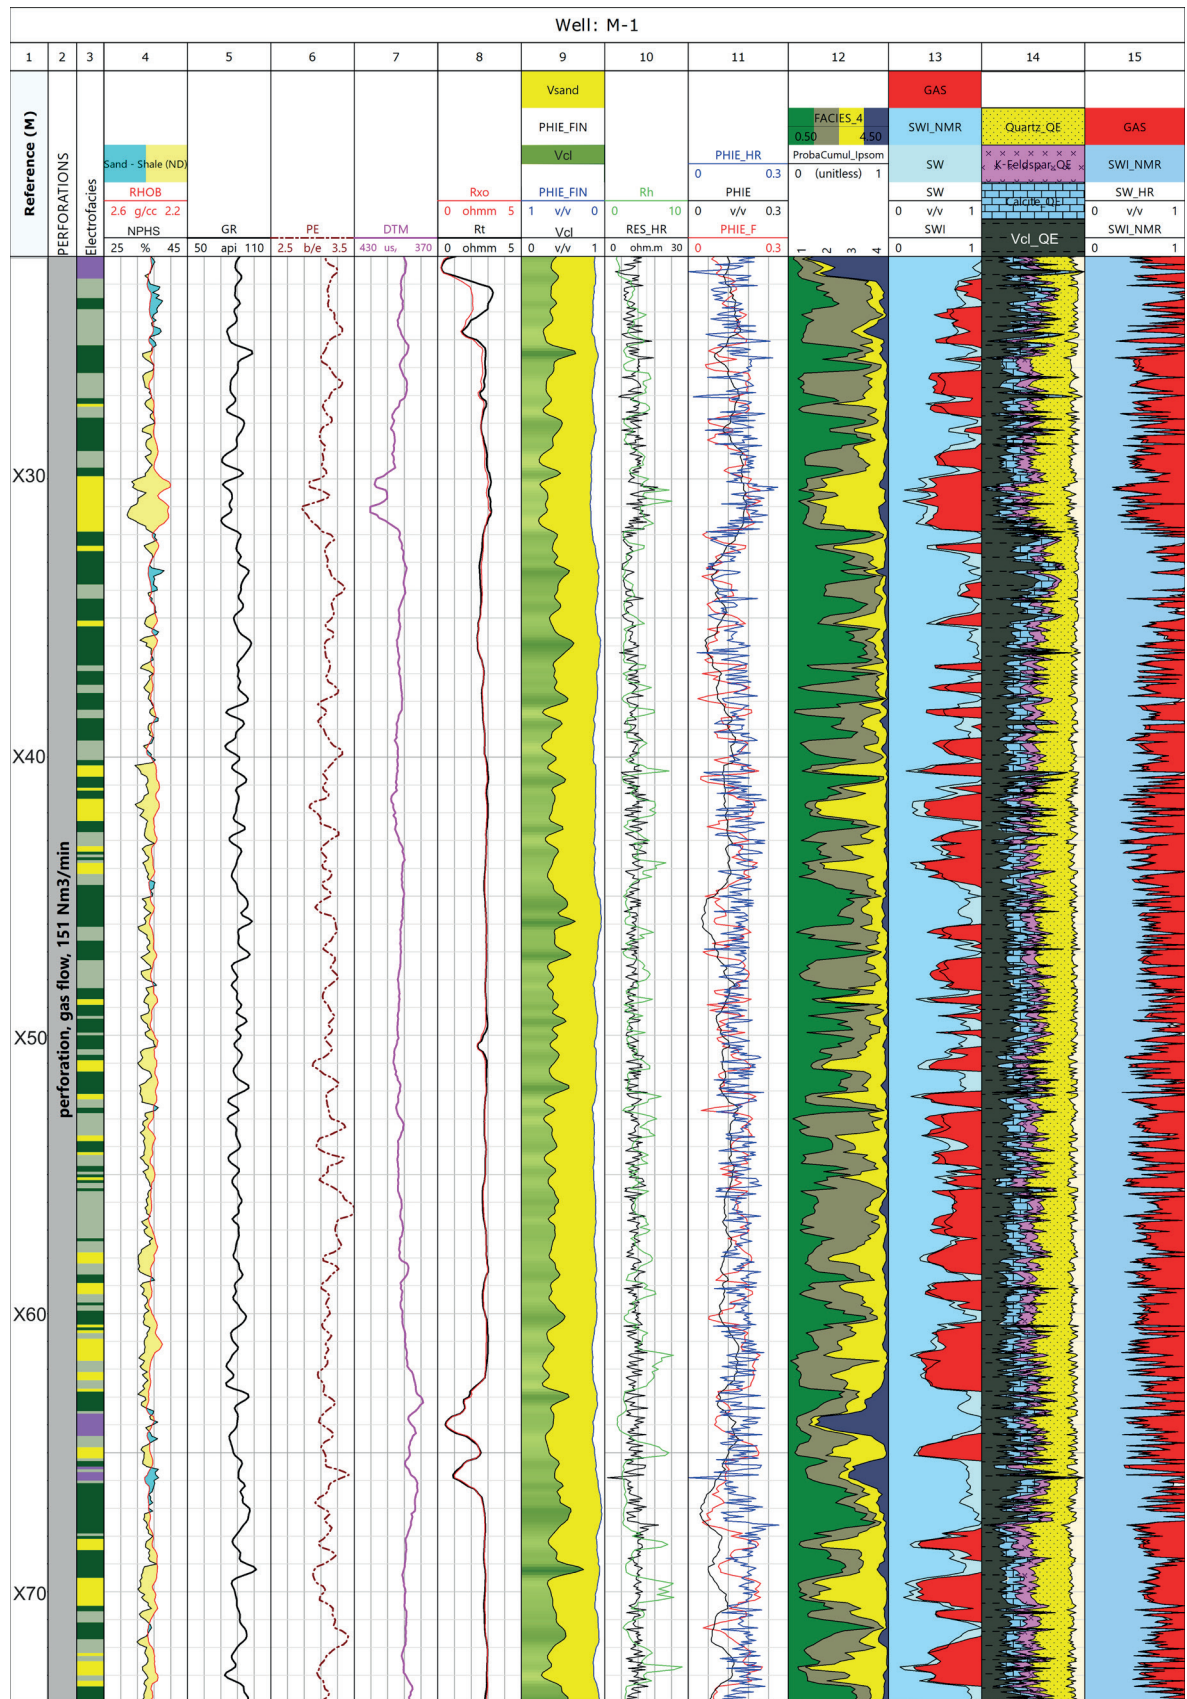 Well: M-1
1 2 3 4 5 6 7 8 9 10 11 12 13 14 15
Reference (M)
PERFORATIONS
Electrofacies
Sand - Shale (ND)
RHOB
2.6 g/cc 2.2
NPHS
25 % 45
GR
50 api 110
PE
2.5 b/e 3.5
DTM
430 us, 370
Rxo
0 ohmm 5
Rt
0 ohmm 5
Vsand
PHIE_FIN
Vcl
PHIE_FIN
1 v/v 0
Vcl
0 v/v 1
Rh
0 10
RES_HR
0 ohm.m 30
PHIE_HR
0 0.3
PHIE
0 v/v 0.3
PHIE_F
0 0.3
FACIES_4
0.50 4.50
ProbaCumul_Ipsom
0 (unitless) 1
1 2 3 4
GAS
SWI_NMR
SW
SW
0 v/v 1
SWI
0 1
Quartz_QE
K-Feldspar_QE
Calcite_QE
Vcl_QE
GAS
SWI_NMR
SW_HR
0 v/v 1
SWI_NMR
0 1
X30
X40
X50
X60
X70
perforation, gas flow, 151 Nm3/min